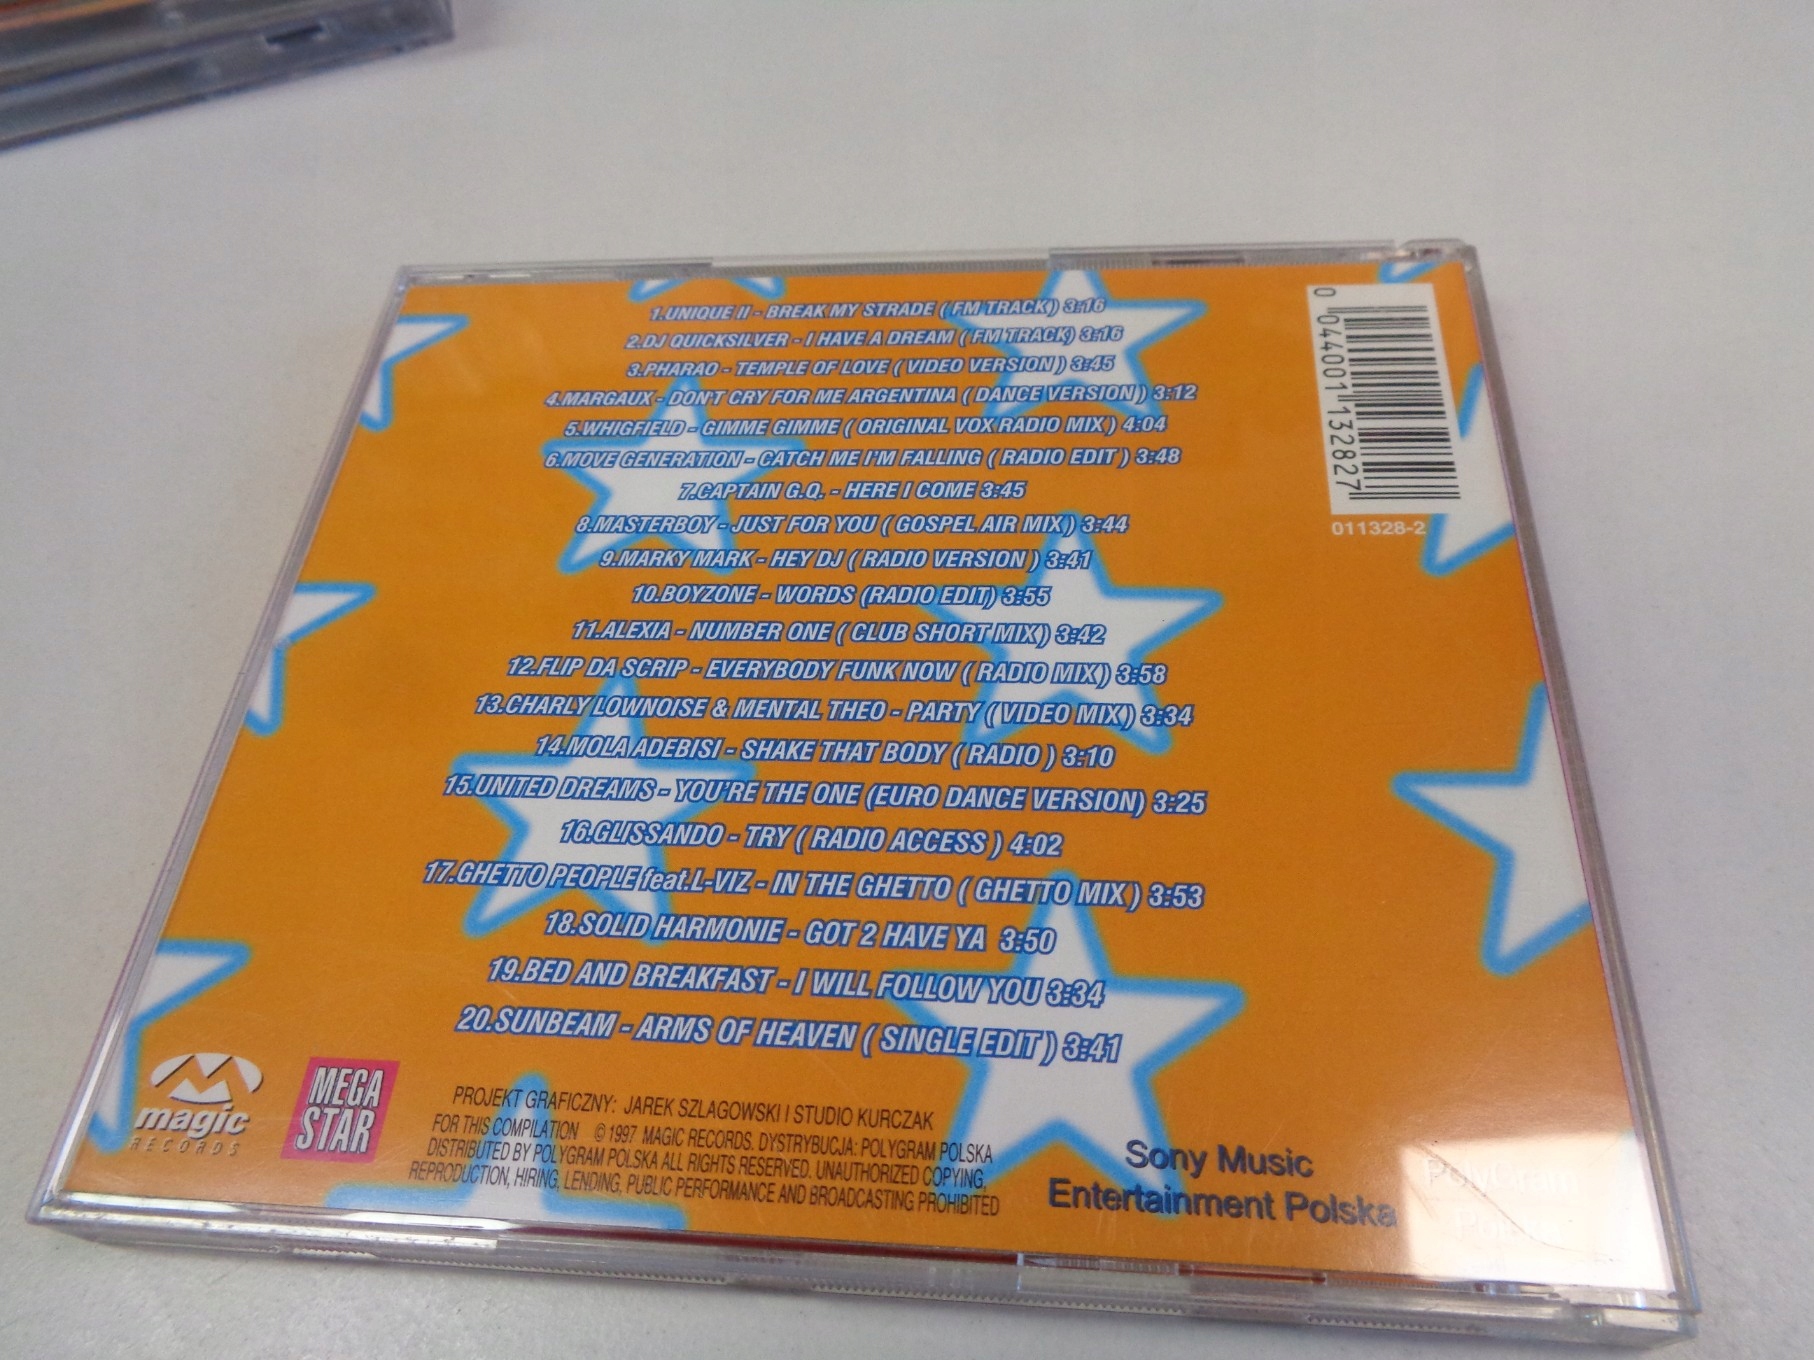 1.UNIQUE II - BREAK MY STRADE ( FM TRACK) 3:16
2.DJ QUICKSILVER - I HAVE A DREAM ( FM TRACK) 3:16
3.PHARAO - TEMPLE OF LOVE ( VIDEO VERSION ) 3:45
4.MARGAUX - DON'T CRY FOR ME ARGENTINA ( DANCE VERSION ) 3:12
5.WHIGFIELD - GIMME GIMME ( ORIGINAL VOX RADIO MIX ) 4:04
6.MOVE GENERATION - CATCH ME I'M FALLING ( RADIO EDIT ) 3:48
7.CAPTAIN G.Q. - HERE I COME 3:45
8.MASTERBOY - JUST FOR YOU ( GOSPEL AIR MIX ) 3:44
9.MARKY MARK - HEY DJ ( RADIO VERSION ) 3:41
10.BOYZONE - WORDS (RADIO EDIT) 3:55
11.ALEXIA - NUMBER ONE ( CLUB SHORT MIX) 3:42
12.FLIP DA SCRIP - EVERYBODY FUNK NOW ( RADIO MIX) 3:58
13.CHARLY LOWNOISE & MENTAL THEO - PARTY ( VIDEO MIX ) 3:34
14.MOLA ADEBISI - SHAKE THAT BODY ( RADIO ) 3:10
15.UNITED DREAMS - YOU'RE THE ONE (EURO DANCE VERSION) 3:25
16.GLISSANDO - TRY ( RADIO ACCESS ) 4:02
17.GHETTO PEOPLE feat.L-VIZ - IN THE GHETTO ( GHETTO MIX ) 3:53
18.SOLID HARMONIE - GOT 2 HAVE YA 3:50
19.BED AND BREAKFAST - I WILL FOLLOW YOU 3:34
20.SUNBEAM - ARMS OF HEAVEN ( SINGLE EDIT ) 3:41
0 044001 132827
011328-2
magic
RECORDS
MEGA
STAR
PROJEKT GRAFICZNY: JAREK SZLAGOWSKI I STUDIO KURCZAK
FOR THIS COMPILATION ©1997 MAGIC RECORDS. DYSTRYBUCJA: POLYGRAM POLSKA
DISTRIBUTED BY POLYGRAM POLSKA ALL RIGHTS RESERVED. UNAUTHORIZED COPYING,
REPRODUCTION, HIRING, LENDING, PUBLIC PERFORMANCE AND BROADCASTING PROHIBITED
Sony Music
Entertainment Polska
PolyGram
Polska